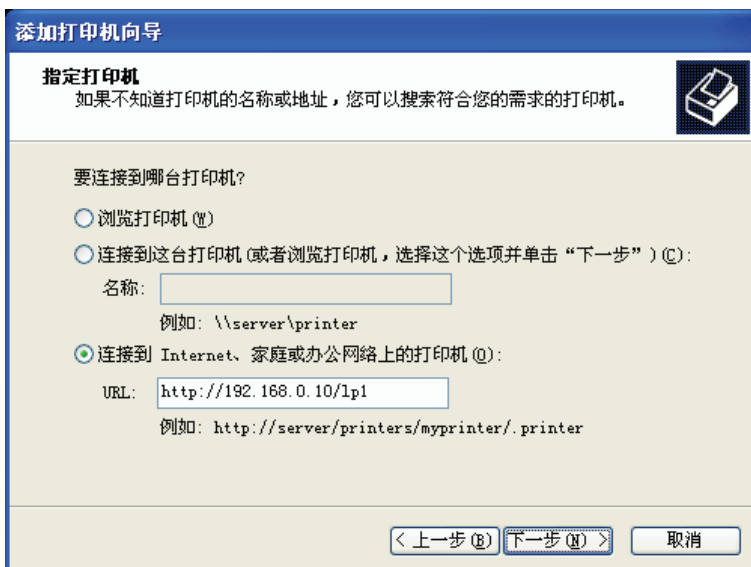 添加打印机向导
指定打印机
如果不知道打印机的名称或地址，您可以搜索符合您的需求的打印机。
要连接到哪台打印机?
浏览打印机(W)
连接到这台打印机(或者浏览打印机，选择这个选项并单击“下一步”)(C):
名称:
例如: \\server\printer
连接到 Internet、家庭或办公网络上的打印机(O):
URL: http://192.168.0.10/lp1
例如: http://server/printers/myprinter/.printer
< 上一步(B) 下一步(N) > 取消